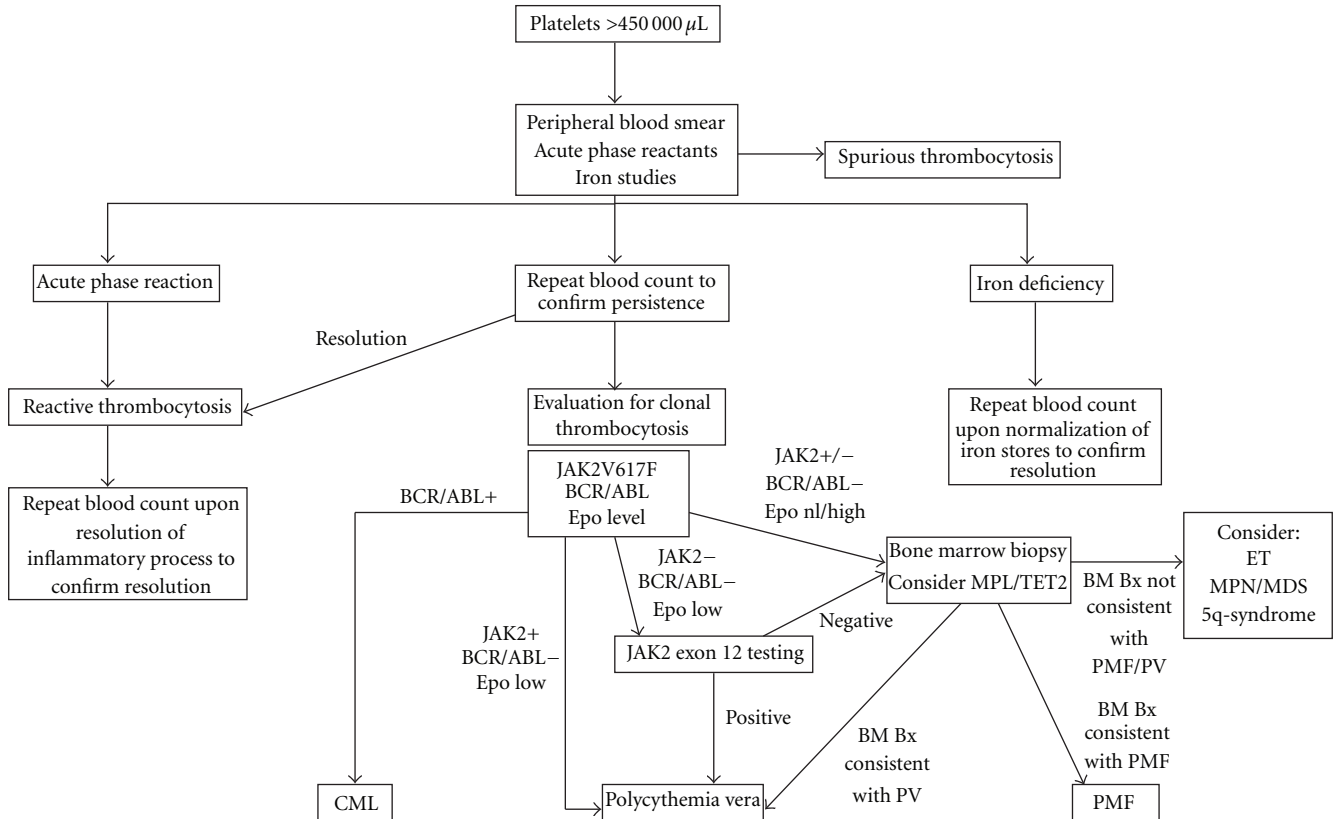 Platelets >450 000 µL
Peripheral blood smear
Acute phase reactants
Iron studies
Spurious thrombocytosis
Acute phase reaction
Repeat blood count to
confirm persistence
Iron deficiency
Resolution
Reactive thrombocytosis
Evaluation for clonal
thrombocytosis
Repeat blood count
upon normalization of
iron stores to confirm
resolution
Repeat blood count upon
resolution of
inflammatory process to
confirm resolution
BCR/ABL+
JAK2V617F
BCR/ABL
Epo level
JAK2+/−
BCR/ABL−
Epo nl/high
JAK2−
BCR/ABL−
Epo low
JAK2+
BCR/ABL−
Epo low
Bone marrow biopsy
Consider MPL/TET2
BM Bx not
consistent
with
PMF/PV
Consider:
ET
MPN/MDS
5q-syndrome
Negative
JAK2 exon 12 testing
Positive
BM Bx
consistent
with PV
BM Bx
consistent
with PMF
CML
Polycythemia vera
PMF